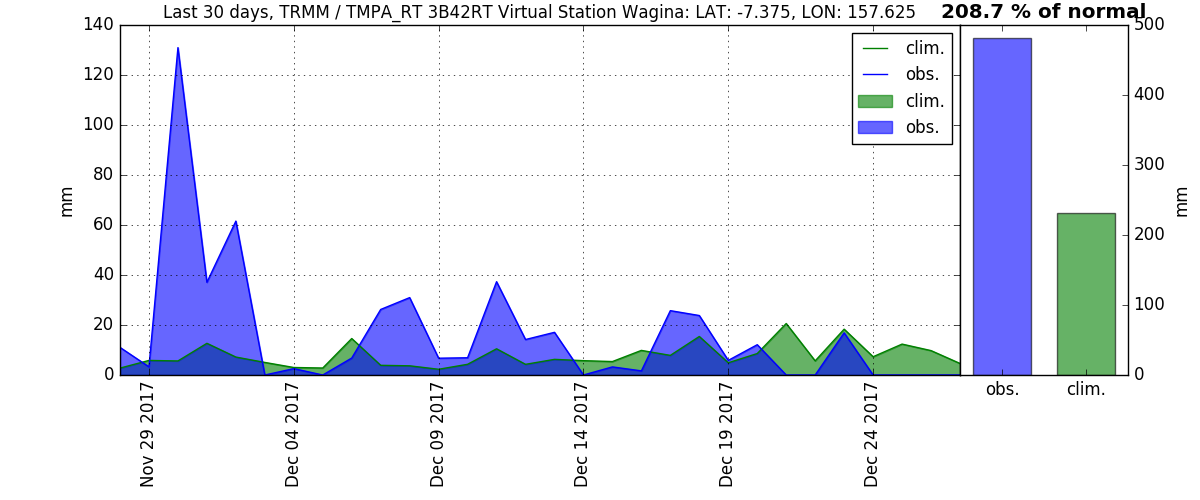 Last 30 days, TRMM / TMPA_RT 3B42RT Virtual Station Wagina: LAT: -7.375, LON: 157.625
208.7 % of normal
140
120
100
80
60
40
20
0
mm
clim.
obs.
clim.
obs.
Nov 29 2017
Dec 04 2017
Dec 09 2017
Dec 14 2017
Dec 19 2017
Dec 24 2017
500
400
300
200
100
0
mm
obs.
clim.